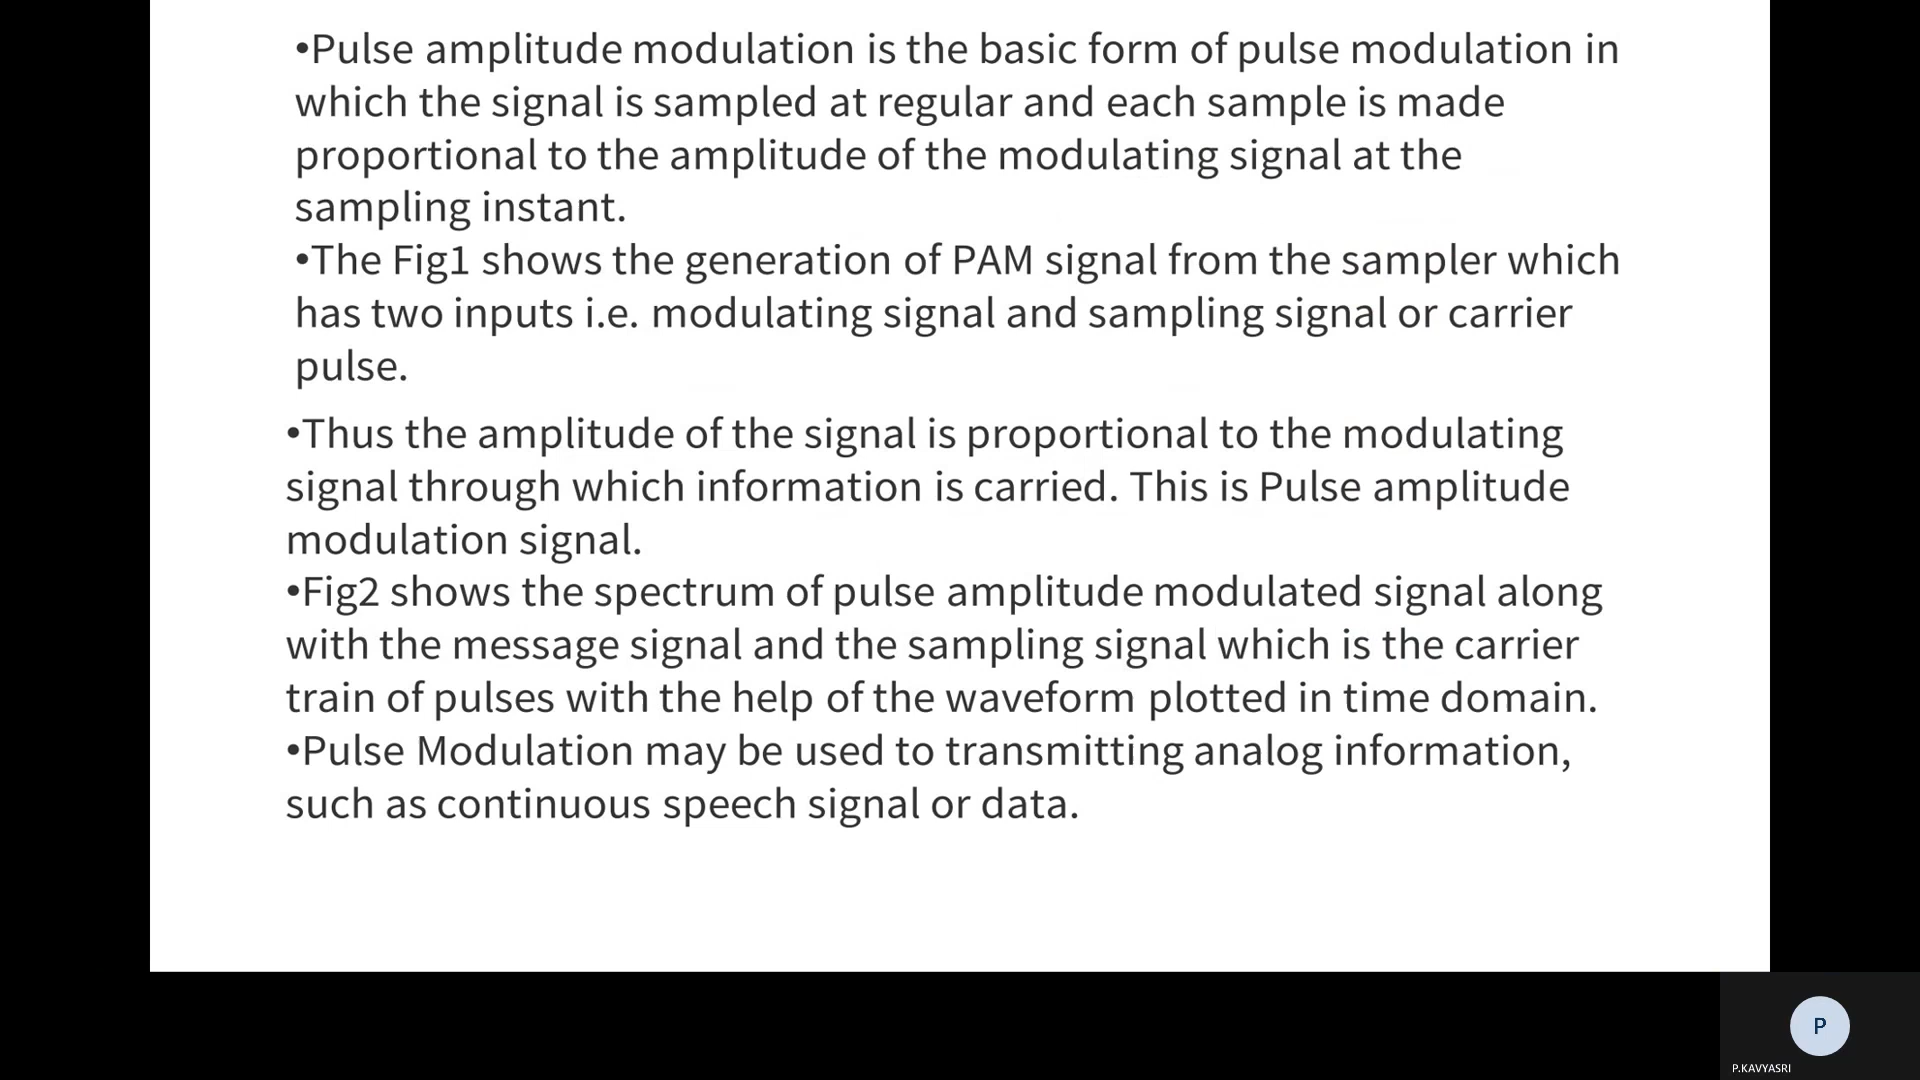 •Pulse amplitude modulation is the basic form of pulse modulation in
which the signal is sampled at regular and each sample is made
proportional to the amplitude of the modulating signal at the
sampling instant.
•The Fig1 shows the generation of PAM signal from the sampler which
has two inputs i.e. modulating signal and sampling signal or carrier
pulse.
•Thus the amplitude of the signal is proportional to the modulating
signal through which information is carried. This is Pulse amplitude
modulation signal.
•Fig2 shows the spectrum of pulse amplitude modulated signal along
with the message signal and the sampling signal which is the carrier
train of pulses with the help of the waveform plotted in time domain.
•Pulse Modulation may be used to transmitting analog information,
such as continuous speech signal or data.
P
P.KAVYASRI